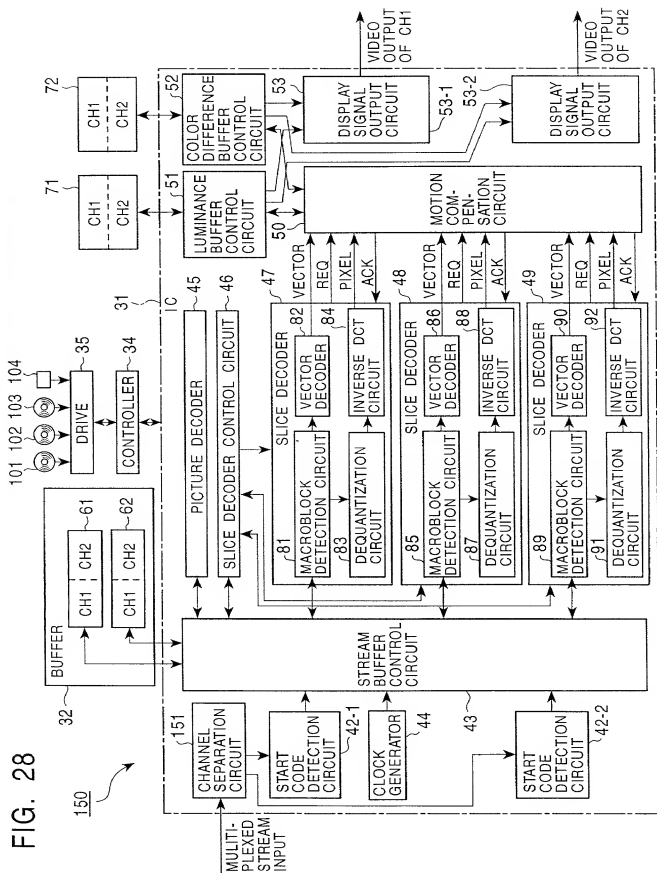 FIG. 28
150
32
BUFFER
CH1
CH2
61
CH1
CH2
62
101
102
103
104
DRIVE
35
CONTROLLER
34
31
IC
71
CH1
CH2
72
CH1
CH2
MULITI-
PLEXED
STREAM
INPUT
CHANNEL
SEPARATION
CIRCUIT
151
START
CODE
DETECTION
CIRCUIT
42-1
CLOCK
GENERATOR
44
START CODE
DETECTION
CIRCUIT
42-2
STREAM
BUFFER
CONTROL
CIRCUIT
43
PICTURE DECODER
45
SLICE DECODER CONTROL CIRCUIT
46
47
SLICE DECODER
81
MACROBLOCK
DETECTION CIRCUIT
82
VECTOR
DECODER
83
DEQUANTIZATION
CIRCUIT
84
INVERSE DCT
CIRCUIT
VECTOR
REQ
PIXEL
ACK
48
SLICE DECODER
85
MACROBLOCK
DETECTION CIRCUIT
86
VECTOR
DECODER
87
DEQUANTIZATION
CIRCUIT
88
INVERSE DCT
CIRCUIT
VECTOR
REQ
PIXEL
ACK
49
SLICE DECODER
89
MACROBLOCK
DETECTION CIRCUIT
90
VECTOR
DECODER
91
DEQUANTIZATION
CIRCUIT
92
INVERSE DCT
CIRCUIT
VECTOR
REQ
PIXEL
ACK
50
MOTION
COM-
PEN-
SATION
CIRCUIT
51
LUMINANCE
BUFFER
CONTROL
CIRCUIT
52
COLOR
DIFFERENCE
BUFFER
CONTROL
CIRCUIT
53
DISPLAY
SIGNAL
OUTPUT
CIRCUIT
53-1
53-2
DISPLAY
SIGNAL
OUTPUT
CIRCUIT
VIDEO
OUTPUT
OF CH1
VIDEO
OUTPUT
OF CH2